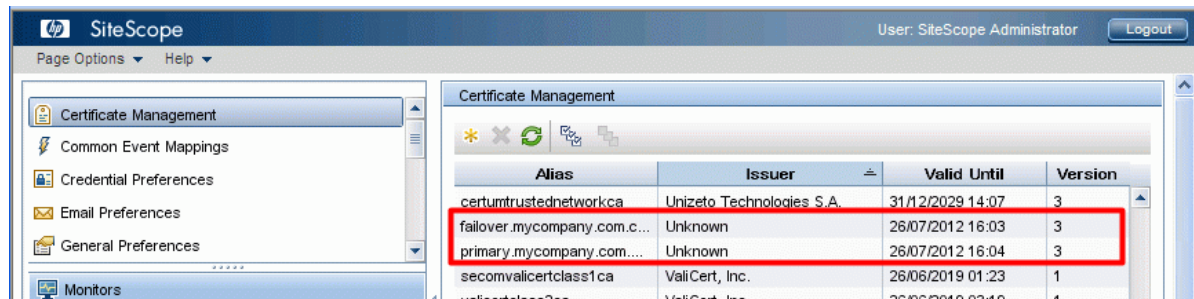 hp SiteScope User: SiteScope Administrator Logout
Page Options Help
Certificate Management
Common Event Mappings
Credential Preferences
Email Preferences
General Preferences
Monitors
Certificate Management
Alias Issuer Valid Until Version
certumtrustednetworkca Unizeto Technologies S.A. 31/12/2029 14:07 3
failover.mycompany.com.c... Unknown 26/07/2012 16:03 3
primary.mycompany.com.... Unknown 26/07/2012 16:04 3
secomvalicertclass1ca ValiCert, Inc. 26/06/2019 01:23 1